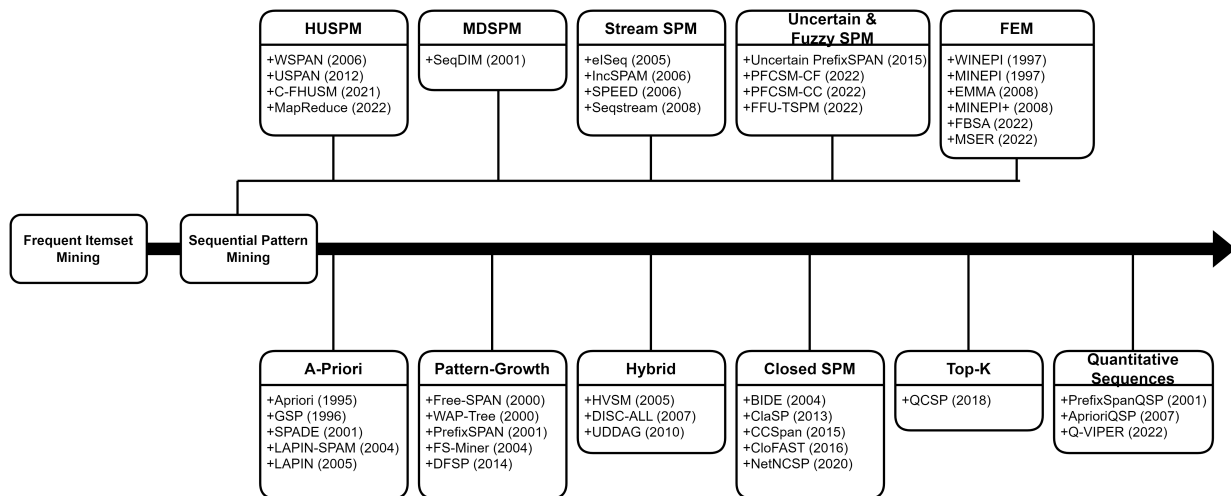 HUSPM
+WSPAN (2006)
+USPAN (2012)
+C-FHUSM (2021)
+MapReduce (2022)
MDSPM
+SeqDIM (2001)
Stream SPM
+eISeq (2005)
+IncSPAM (2006)
+SPEED (2006)
+Seqstream (2008)
Uncertain &
Fuzzy SPM
+Uncertain PrefixSPAN (2015)
+PFCSM-CF (2022)
+PFCSM-CC (2022)
+FFU-TSPM (2022)
FEM
+WINEPI (1997)
+MINEPI (1997)
+EMMA (2008)
+MINEPI+ (2008)
+FBSA (2022)
+MSER (2022)
Frequent Itemset
Mining
Sequential Pattern
Mining
A-Priori
+Apriori (1995)
+GSP (1996)
+SPADE (2001)
+LAPIN-SPAM (2004)
+LAPIN (2005)
Pattern-Growth
+Free-SPAN (2000)
+WAP-Tree (2000)
+PrefixSPAN (2001)
+FS-Miner (2004)
+DFSP (2014)
Hybrid
+HVSM (2005)
+DISC-ALL (2007)
+UDDAG (2010)
Closed SPM
+BIDE (2004)
+ClaSP (2013)
+CCSpan (2015)
+CloFAST (2016)
+NetNCSP (2020)
Top-K
+QCSP (2018)
Quantitative
Sequences
+PrefixSpanQSP (2001)
+AprioriQSP (2007)
+Q-VIPER (2022)